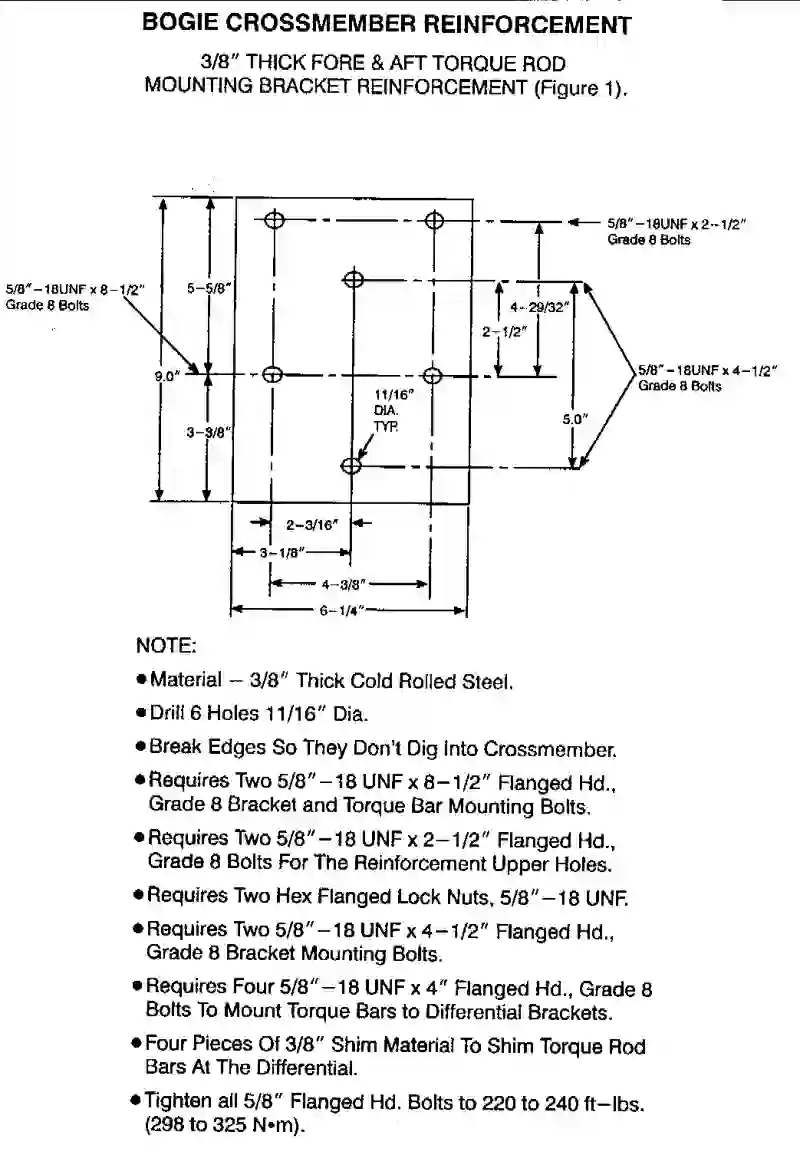 BOGIE CROSSMEMBER REINFORCEMENT
3/8" THICK FORE & AFT TORQUE ROD
MOUNTING BRACKET REINFORCEMENT (Figure 1).
5/8"–18UNF x 2–1/2"
Grade 8 Bolts
5/8"–18UNF x 8–1/2"
Grade 8 Bolts
5–5/8"
4–29/32"
2–1/2"
9.0"
5/8"–18UNF x 4–1/2"
Grade 8 Bolts
11/16"
DIA.
TYP.
5.0"
3–3/8"
2–3/16"
3–1/8"
4–3/8"
6–1/4"
NOTE:
●Material – 3/8" Thick Cold Rolled Steel.
●Drill 6 Holes 11/16" Dia.
●Break Edges So They Don't Dig Into Crossmember.
●Requires Two 5/8"–18 UNF x 8–1/2" Flanged Hd.,
Grade 8 Bracket and Torque Bar Mounting Bolts.
●Requires Two 5/8"–18 UNF x 2–1/2" Flanged Hd.,
Grade 8 Bolts For The Reinforcement Upper Holes.
●Requires Two Hex Flanged Lock Nuts, 5/8"–18 UNF.
●Requires Two 5/8"–18 UNF x 4–1/2" Flanged Hd.,
Grade 8 Bracket Mounting Bolts.
●Requires Four 5/8"–18 UNF x 4" Flanged Hd., Grade 8
Bolts To Mount Torque Bars to Differential Brackets.
●Four Pieces Of 3/8" Shim Material To Shim Torque Rod
Bars At The Differential.
●Tighten all 5/8" Flanged Hd. Bolts to 220 to 240 ft–lbs.
(298 to 325 N•m).